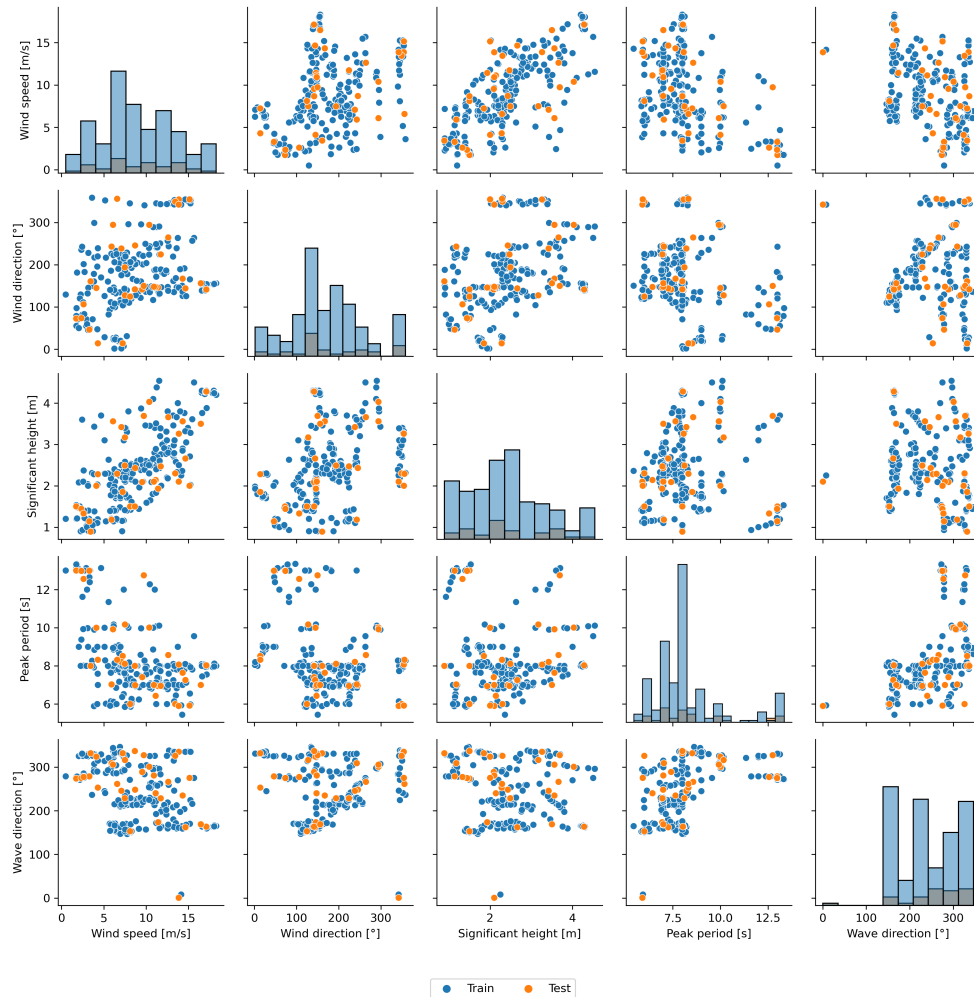 Wind speed [m/s]
15
10
5
0
Wind direction [°]
300
200
100
0
Significant height [m]
4
3
2
1
Peak period [s]
12
10
8
6
Wave direction [°]
300
200
100
0
0 5 10 15 0 100 200 300 2 4 7.5 10.0 12.5 0 100 200 300
Wind speed [m/s] Wind direction [°] Significant height [m] Peak period [s] Wave direction [°]
Train Test